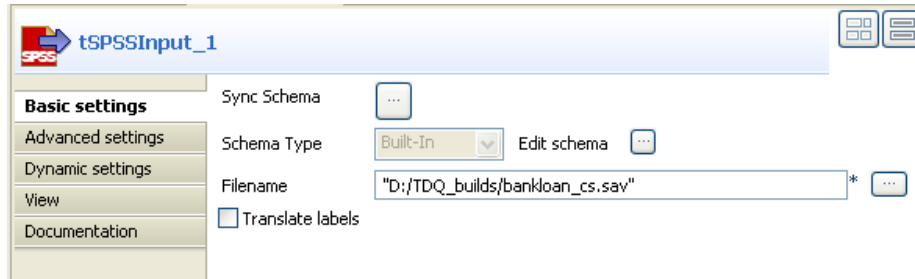 SPSS
tSPSSInput_1
Basic settings
Advanced settings
Dynamic settings
View
Documentation
Sync Schema ...
Schema Type Built-In Edit schema ...
Filename "D:/TDQ_builds/bankloan_cs.sav" * ...
Translate labels